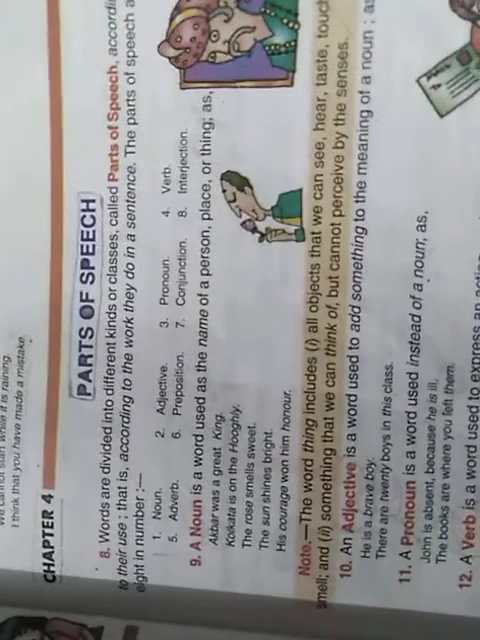 We cannot start while it is raining.
I think that you have made a mistake.
CHAPTER 4
PARTS OF SPEECH
8. Words are divided into different kinds or classes, called Parts of Speech,
to their use ; that is, according to the work they do in a sentence. The parts of speech
eight in number :—
1. Noun. 2. Adjective. 3. Pronoun. 4. Verb.
5. Adverb. 6. Preposition. 7. Conjunction. 8. Interjection.
9. A Noun is a word used as the name of a person, place, or thing; as,
Akbar was a great King.
Kolkata is on the Hooghly.
The rose smells sweet.
The sun shines bright.
His courage won him honour.
Note.—The word thing includes (i) all objects that we can see, hear, taste,
smell; and (ii) something that we can think of, but cannot perceive by the senses.
10. An Adjective is a word used to add something to the meaning of a noun ; as
He is a brave boy.
There are twenty boys in this class.
11. A Pronoun is a word used instead of a noun; as,
John is absent, because he is ill.
The books are where you left them.
12. A Verb is a word used to express an